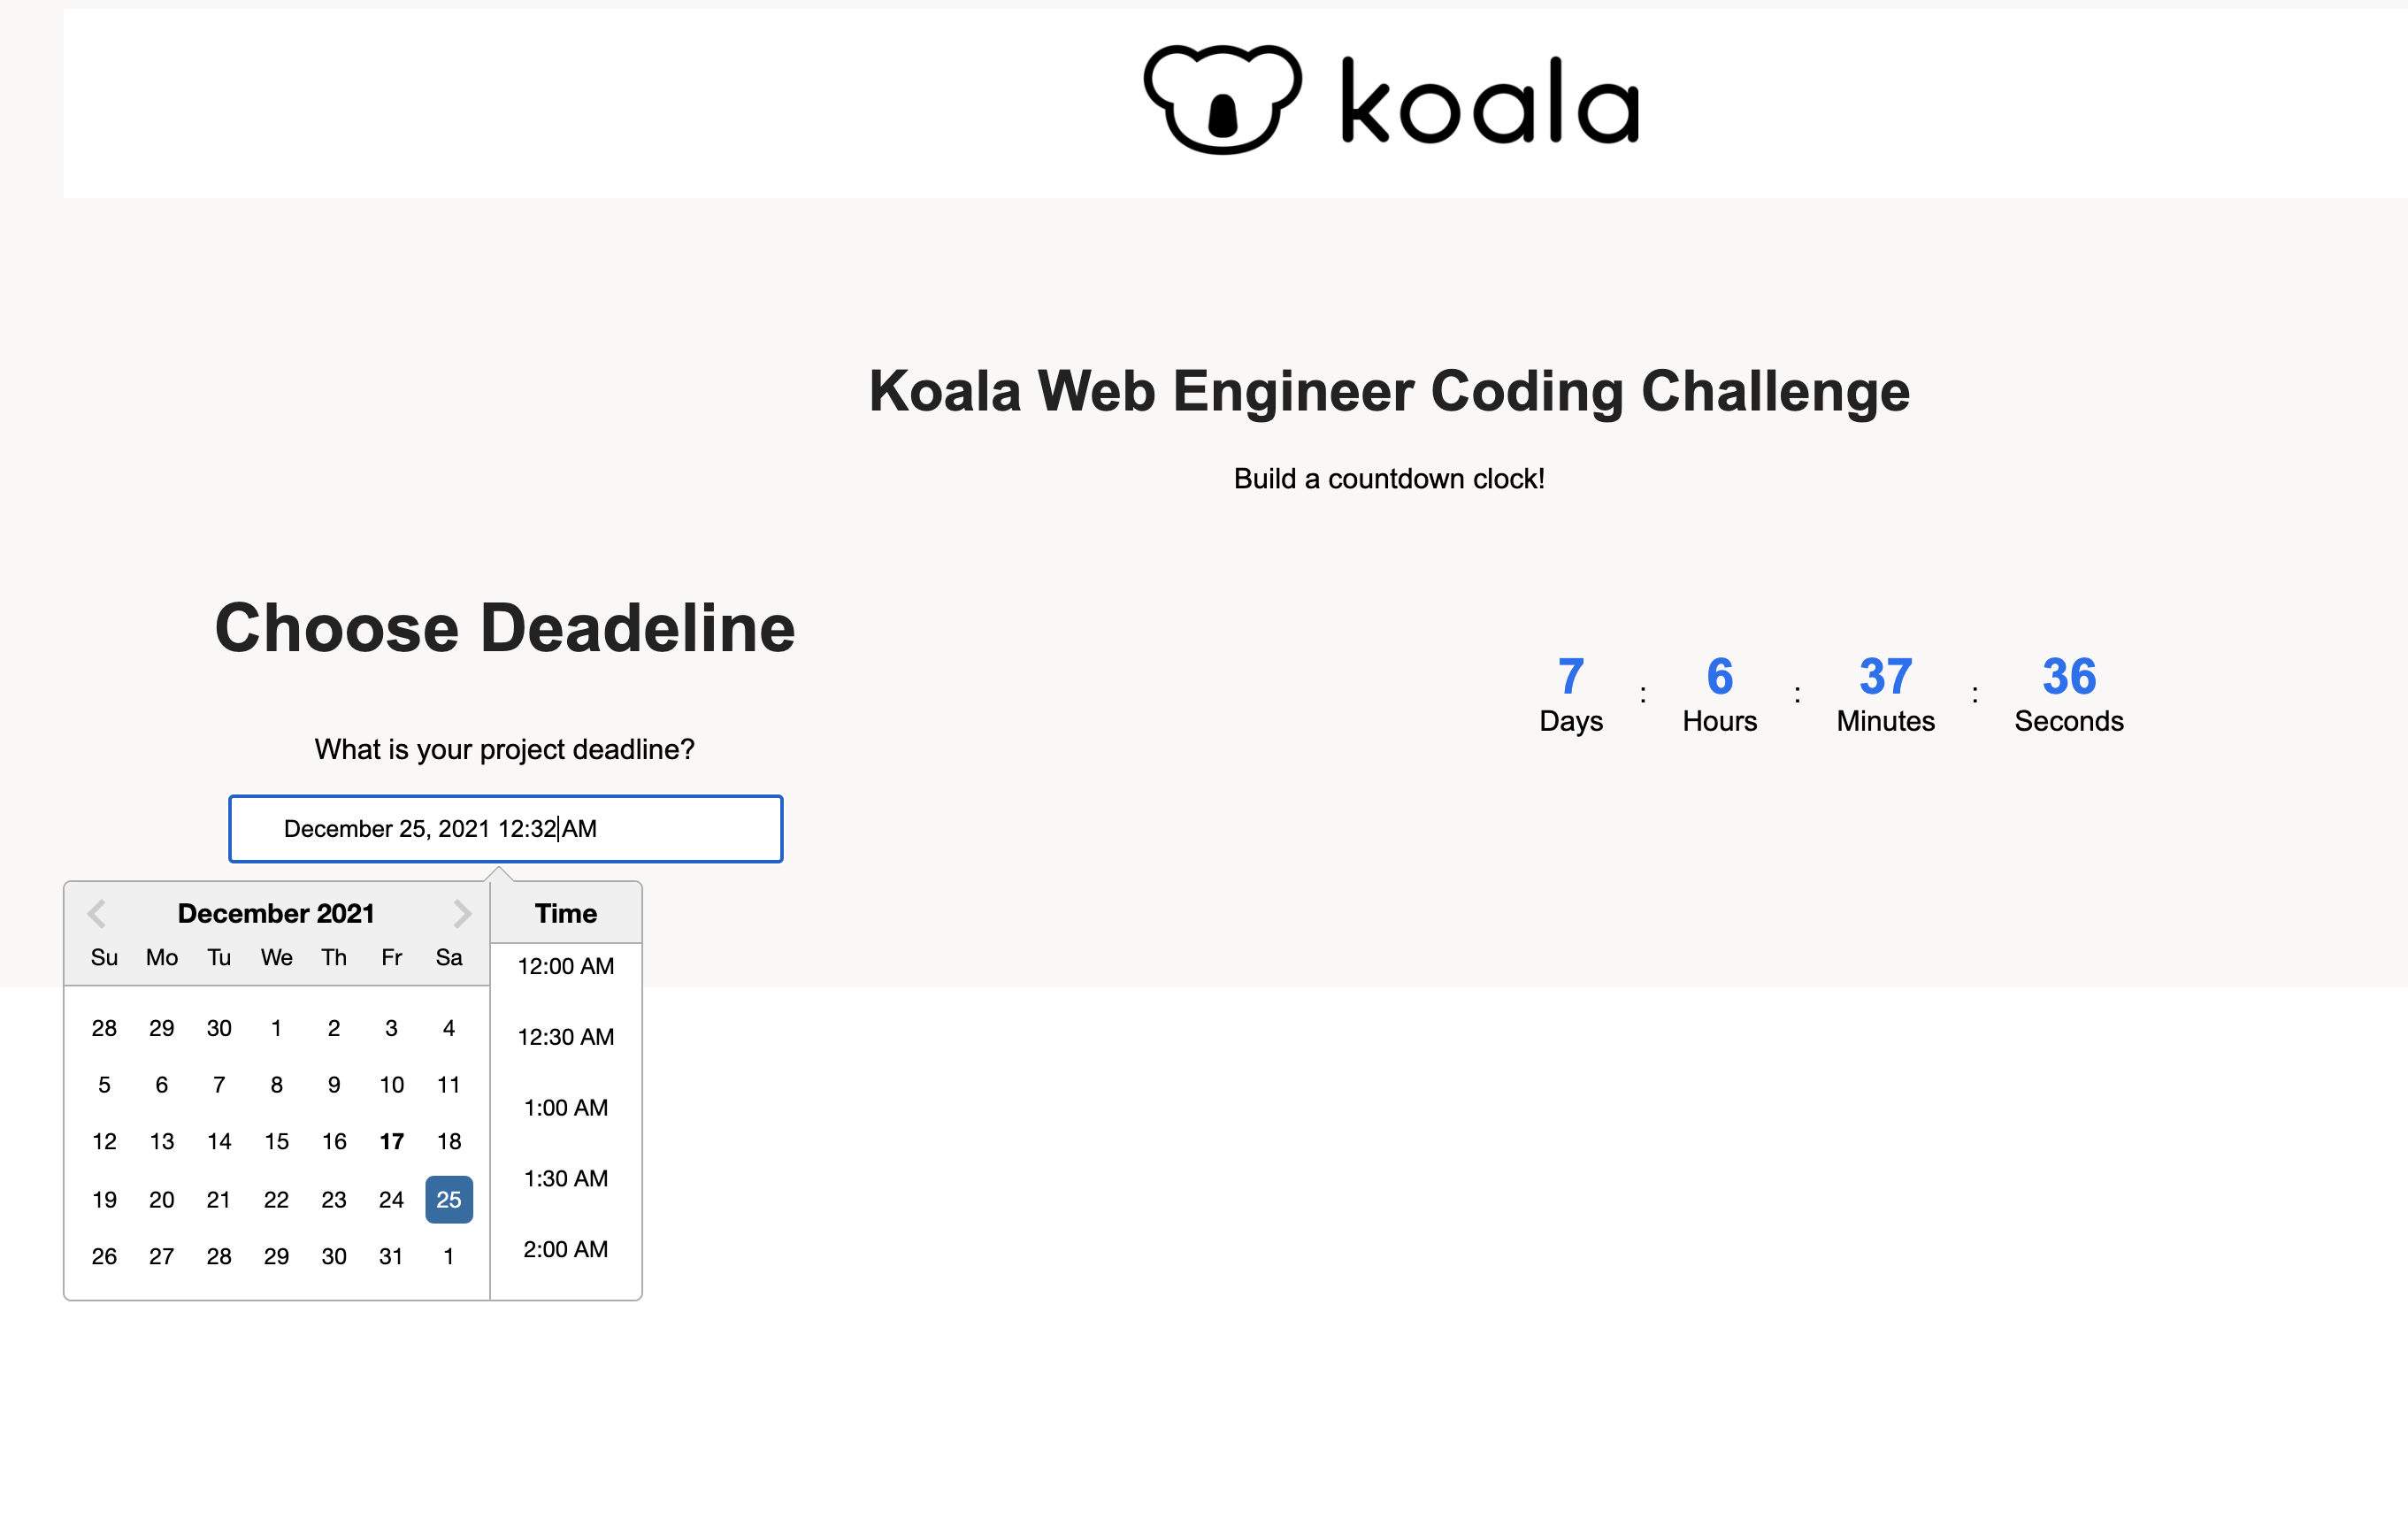 koala
Koala Web Engineer Coding Challenge
Build a countdown clock!
Choose Deadeline
What is your project deadline?
December 25, 2021 12:32 AM
7 : 6 : 37 : 36
Days Hours Minutes Seconds
December 2021
Su Mo Tu We Th Fr Sa
28 29 30 1 2 3 4
5 6 7 8 9 10 11
12 13 14 15 16 17 18
19 20 21 22 23 24 25
26 27 28 29 30 31 1
Time
12:00 AM
12:30 AM
1:00 AM
1:30 AM
2:00 AM